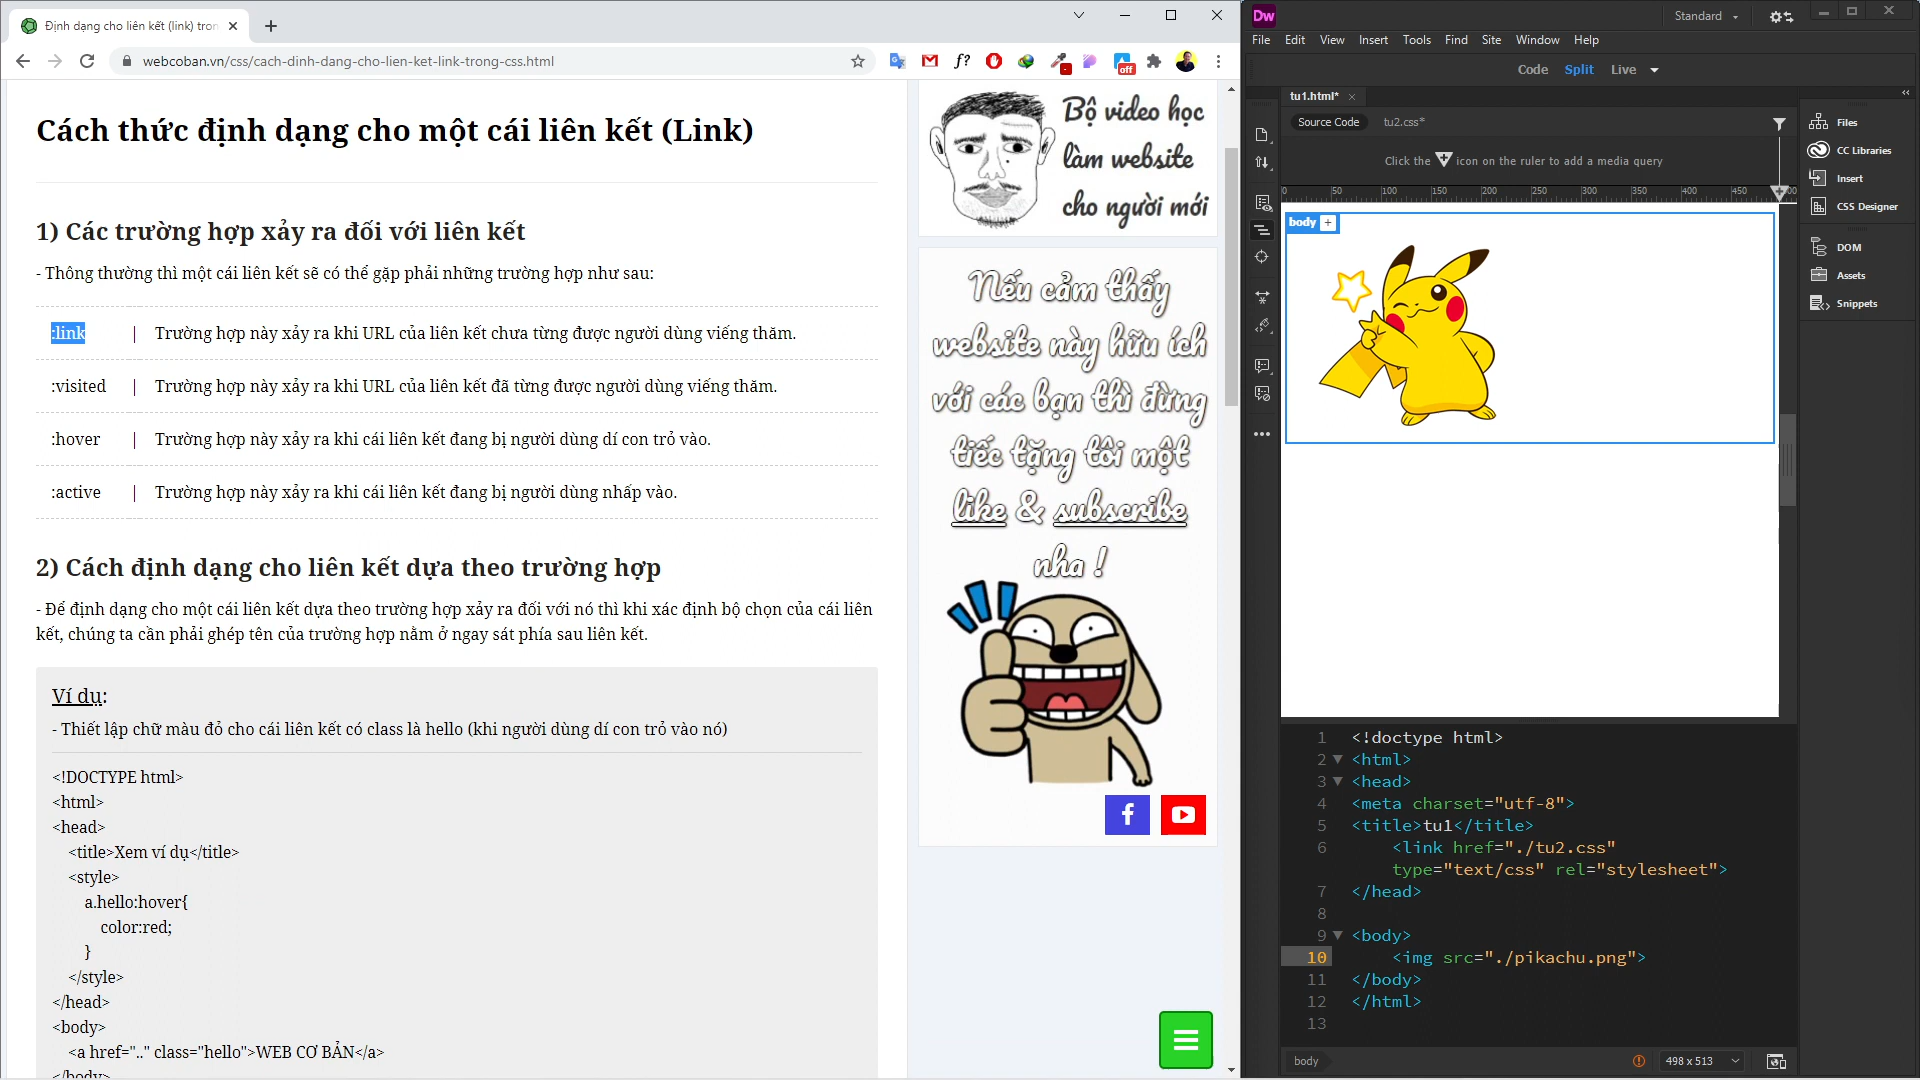 Định dạng cho liên kết (link) tron
webcoban.vn/css/cach-dinh-dang-cho-lien-ket-link-trong-css.html
f?
off
Cách thức định dạng cho một cái liên kết (Link)
1) Các trường hợp xảy ra đối với liên kết
- Thông thường thì một cái liên kết sẽ có thể gặp phải những trường hợp như sau:
:link | Trường hợp này xảy ra khi URL của liên kết chưa từng được người dùng viếng thăm.
:visited | Trường hợp này xảy ra khi URL của liên kết đã từng được người dùng viếng thăm.
:hover | Trường hợp này xảy ra khi cái liên kết đang bị người dùng dí con trỏ vào.
:active | Trường hợp này xảy ra khi cái liên kết đang bị người dùng nhấp vào.
2) Cách định dạng cho liên kết dựa theo trường hợp
- Để định dạng cho một cái liên kết dựa theo trường hợp xảy ra đối với nó thì khi xác định bộ chọn của cái liên
kết, chúng ta cần phải ghép tên của trường hợp nằm ở ngay sát phía sau liên kết.
Ví dụ:
- Thiết lập chữ màu đỏ cho cái liên kết có class là hello (khi người dùng dí con trỏ vào nó)
<!DOCTYPE html>
<html>
<head>
<title>Xem ví dụ</title>
<style>
a.hello:hover{
color:red;
}
</style>
</head>
<body>
<a href=".." class="hello">WEB CƠ BẢN</a>
</body>
Bộ video học
làm website
cho người mới
Nếu cảm thấy
website này hữu ích
với các bạn thì đừng
tiếc tặng tôi một
like & subscribe
nha !
Dw
Standard
File Edit View Insert Tools Find Site Window Help
Code Split Live
tu1.html*
Source Code tu2.css*
Click the icon on the ruler to add a media query
0 50 100 150 200 250 300 350 400 450 500
body +
Files
CC Libraries
Insert
CSS Designer
DOM
Assets
Snippets
1 <!doctype html>
2 <html>
3 <head>
4 <meta charset="utf-8">
5 <title>tu1</title>
6 <link href="./tu2.css"
type="text/css" rel="stylesheet">
7 </head>
8
9 <body>
10 <img src="./pikachu.png">
11 </body>
12 </html>
13
body
498 x 513